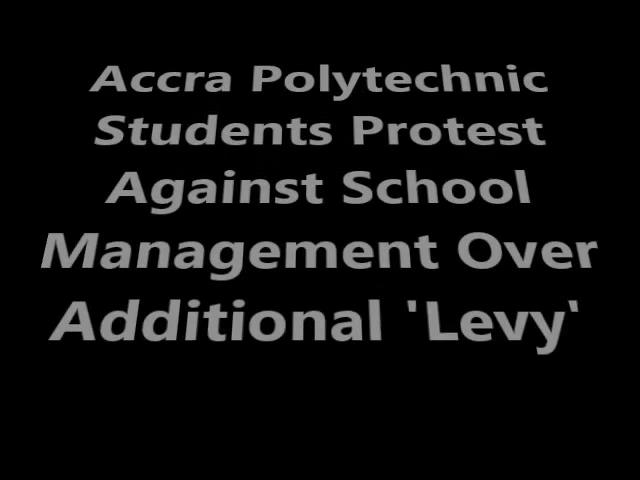 Accra Polytechnic
Students Protest
Against School
Management Over
Additional 'Levy'